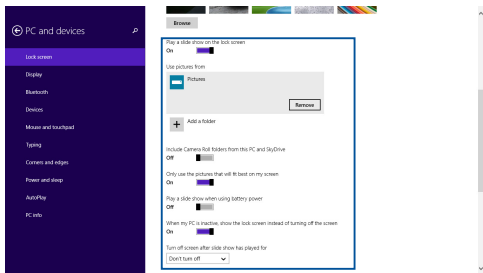 PC and devices
Lock screen
Display
Bluetooth
Devices
Mouse and touchpad
Typing
Corners and edges
Power and sleep
AutoPlay
PC info
Browse
Play a slide show on the lock screen
On
Use pictures from
Pictures
Remove
Add a folder
Include Camera Roll folders from this PC and SkyDrive
Off
Only use the pictures that will fit best on my screen
On
Play a slide show when using battery power
Off
When my PC is inactive, show the lock screen instead of turning off the screen
On
Turn off screen after slide show has played for
Don't turn off